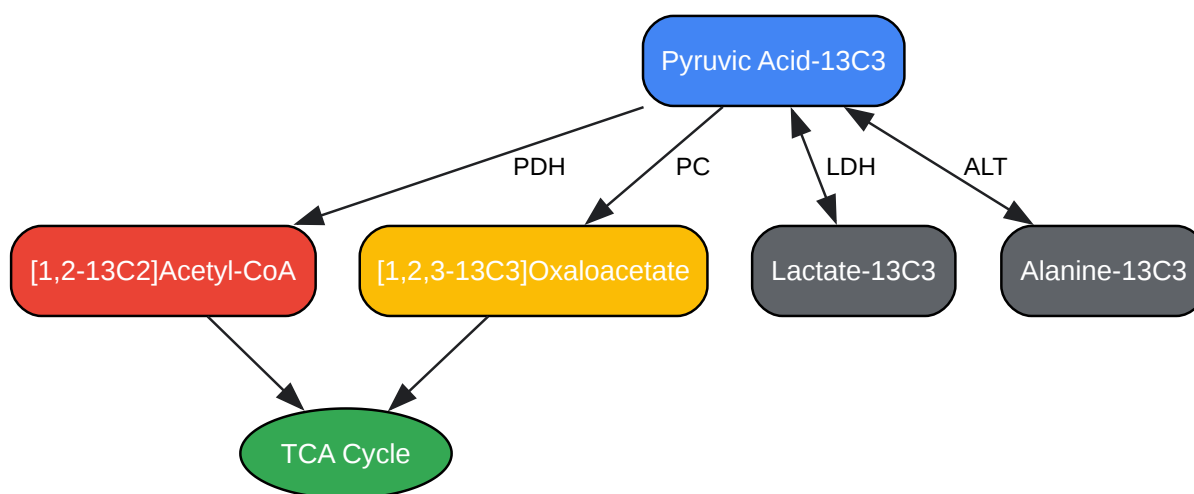 Pyruvic Acid-13C3
PDH
PC
LDH
ALT
[1,2-13C2]Acetyl-CoA
[1,2,3-13C3]Oxaloacetate
Lactate-13C3
Alanine-13C3
TCA Cycle